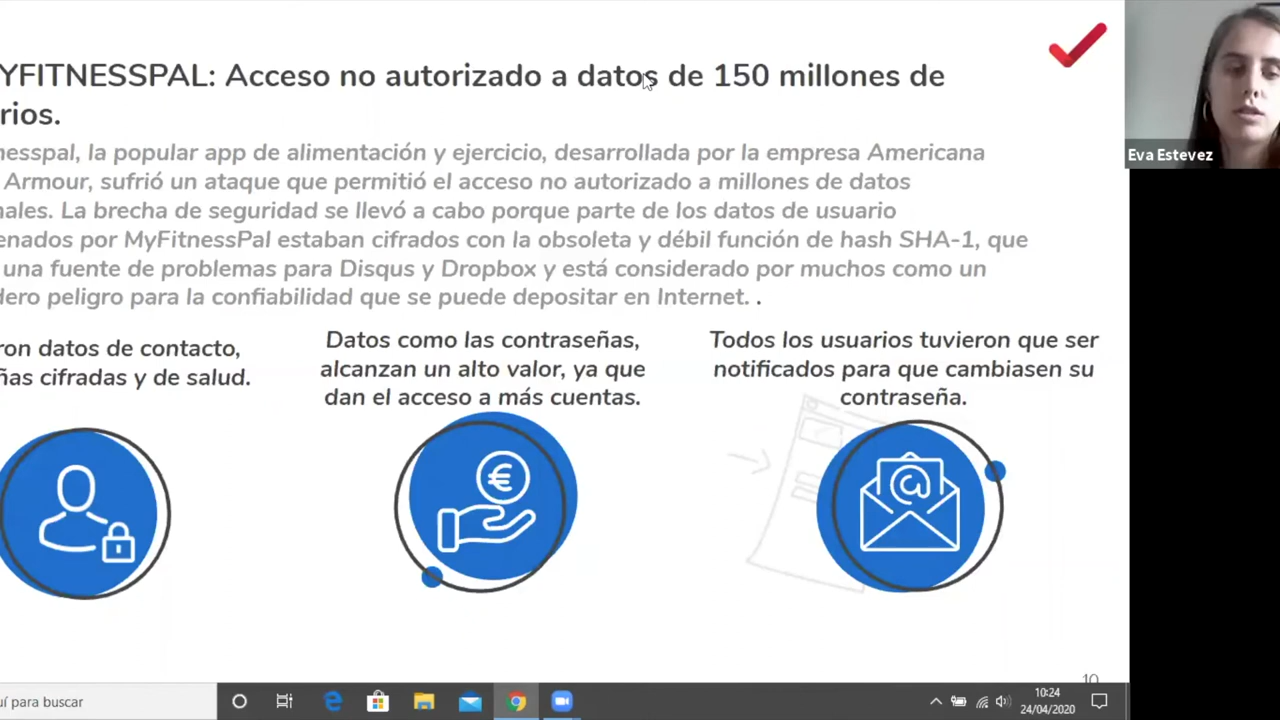 YFITNESSPAL: Acceso no autorizado a datos de 150 millones de
rios.
nesspal, la popular app de alimentación y ejercicio, desarrollada por la empresa Americana
Armour, sufrió un ataque que permitió el acceso no autorizado a millones de datos
nales. La brecha de seguridad se llevó a cabo porque parte de los datos de usuario
enados por MyFitnessPal estaban cifrados con la obsoleta y débil función de hash SHA-1, que
una fuente de problemas para Disqus y Dropbox y está considerado por muchos como un
dero peligro para la confiabilidad que se puede depositar en Internet. .
ron datos de contacto,
ñas cifradas y de salud.
Datos como las contraseñas,
alcanzan un alto valor, ya que
dan el acceso a más cuentas.
Todos los usuarios tuvieron que ser
notificados para que cambiasen su
contraseña.
Eva Estevez
10
uí para buscar
10:24
24/04/2020